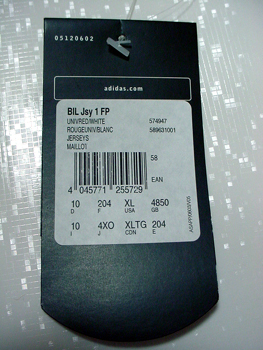 05120602
adidas.com
BIL Jsy 1 FP
UNIVRED/WHITE 574947
ROUGEUNIV/BLANC 589631001
JERSEYS
MAILLOT
58
EAN
4 045771 255729
10 204 XL 4850
D F USA GB
10 4XO XLTG 204
I J CDN E